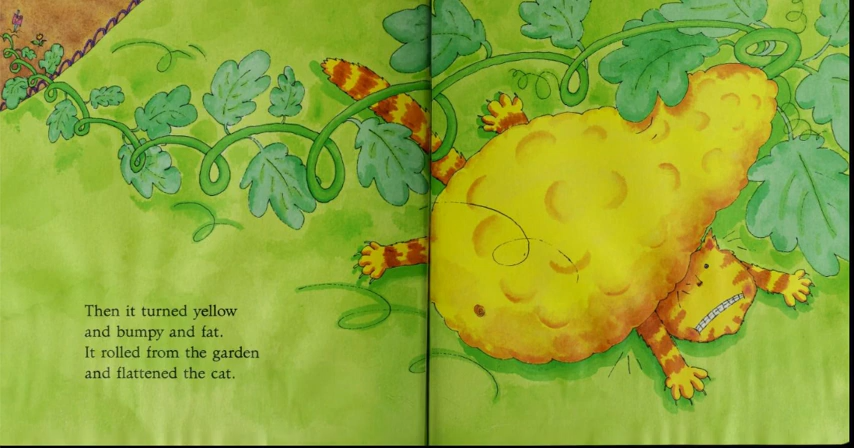 Then it turned yellow
and bumpy and fat.
It rolled from the garden
and flattened the cat.